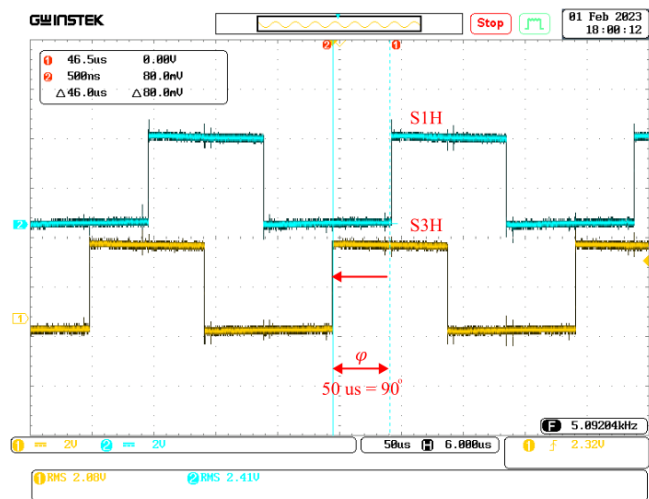 GWINSTEK
Stop
01 Feb 2023
18:00:12
1 46.5us 0.00V
2 500ns 80.0mV
△46.0us △80.0mV
2 1
S1H
2
S3H
1
φ
50 us = 90°
F 5.09204kHz
1 2V 2 2V
50us H 6.000us
1 2.32V
1 RMS 2.08V 2 RMS 2.41V